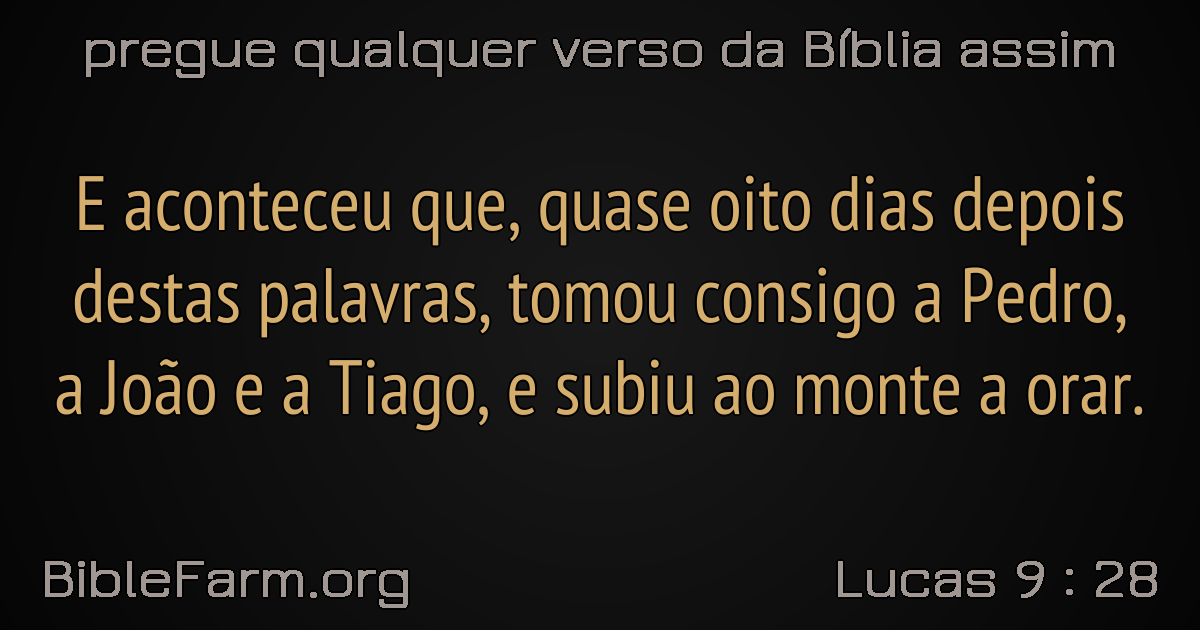 pregue qualquer verso da Bíblia assim
E aconteceu que, quase oito dias depois
destas palavras, tomou consigo a Pedro,
a João e a Tiago, e subiu ao monte a orar.
BibleFarm.org
Lucas 9 : 28